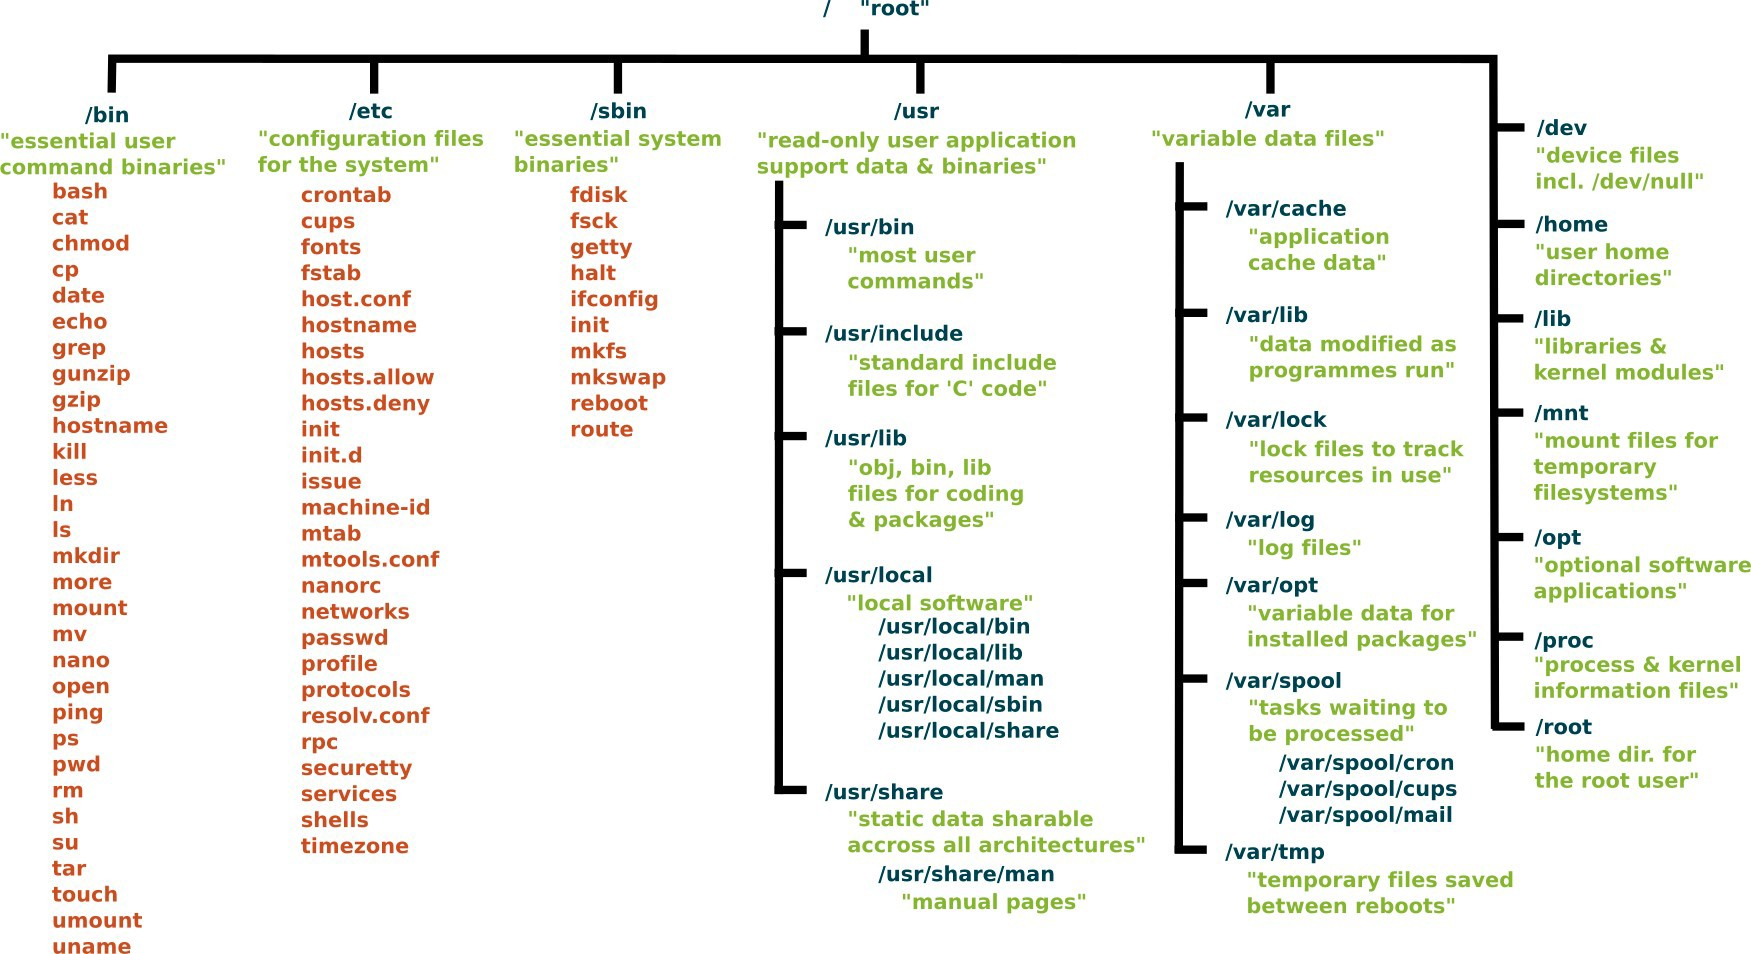 / "root"
/bin
"essential user
command binaries"
bash
cat
chmod
cp
date
echo
grep
gunzip
gzip
hostname
kill
less
ln
ls
mkdir
more
mount
mv
nano
open
ping
ps
pwd
rm
sh
su
tar
touch
umount
uname
/etc
"configuration files
for the system"
crontab
cups
fonts
fstab
host.conf
hostname
hosts
hosts.allow
hosts.deny
init
init.d
issue
machine-id
mtab
mtools.conf
nanorc
networks
passwd
profile
protocols
resolv.conf
rpc
securetty
services
shells
timezone
/sbin
"essential system
binaries"
fdisk
fsck
getty
halt
ifconfig
init
mkfs
mkswap
reboot
route
/usr
"read-only user application
support data & binaries"
/usr/bin
"most user
commands"
/usr/include
"standard include
files for 'C' code"
/usr/lib
"obj, bin, lib
files for coding
& packages"
/usr/local
"local software"
/usr/local/bin
/usr/local/lib
/usr/local/man
/usr/local/sbin
/usr/local/share
/usr/share
"static data sharable
accross all architectures"
/usr/share/man
"manual pages"
/var
"variable data files"
/var/cache
"application
cache data"
/var/lib
"data modified as
programmes run"
/var/lock
"lock files to track
resources in use"
/var/log
"log files"
/var/opt
"variable data for
installed packages"
/var/spool
"tasks waiting to
be processed"
/var/spool/cron
/var/spool/cups
/var/spool/mail
/var/tmp
"temporary files saved
between reboots"
/dev
"device files
incl. /dev/null"
/home
"user home
directories"
/lib
"libraries &
kernel modules"
/mnt
"mount files for
temporary
filesystems"
/opt
"optional software
applications"
/proc
"process & kernel
information files"
/root
"home dir. for
the root user"